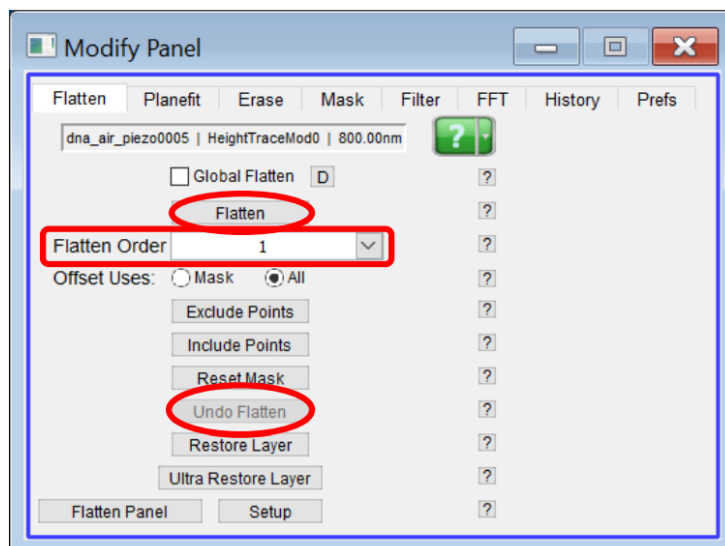 Modify Panel
Flatten Planefit Erase Mask Filter FFT History Prefs
dna_air_piezo0005 | HeightTraceMod0 | 800.00nm ?
Global Flatten D ?
Flatten ?
Flatten Order 1 ?
Offset Uses: Mask All ?
Exclude Points ?
Include Points ?
Reset Mask ?
Undo Flatten ?
Restore Layer ?
Ultra Restore Layer ?
Flatten Panel Setup ?